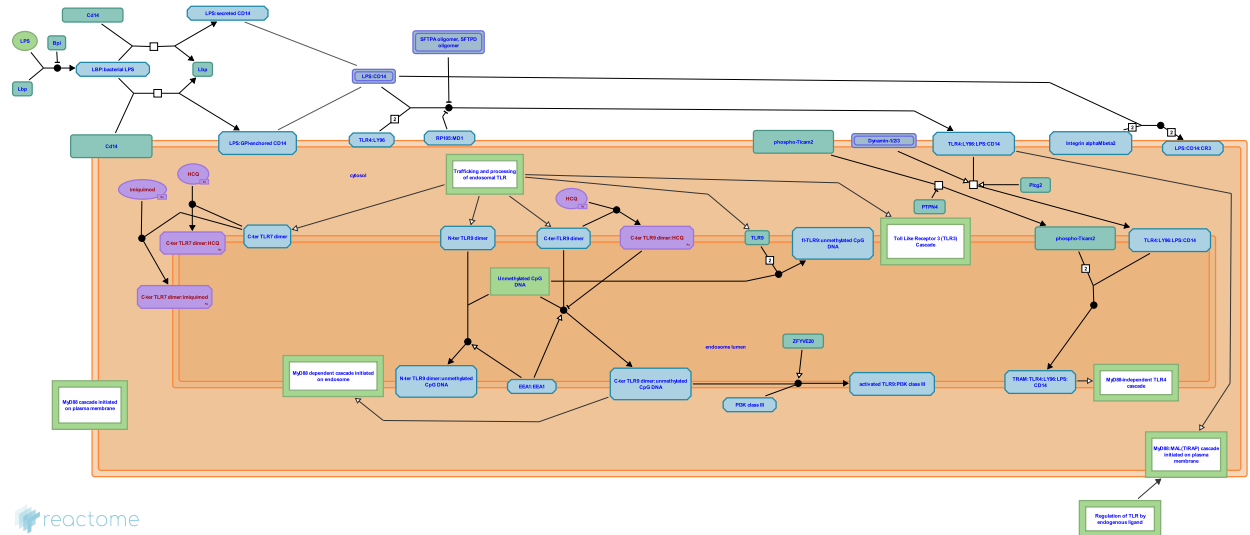 Cd14
LPS:secreted CD14
LPS
Bpi
SFTPA oligomer, SFTPD
oligomer
LBP:bacterial LPS
Lbp
LPS:CD14
Lbp
Cd14
LPS:GPI-anchored CD14
TLR4:LY96
RP105:MD1
phospho-Ticam2
Dynamin-1/2/3
TLR4:LY96:LPS:CD14
2
Integrin alphaMbeta2
2
2
LPS:CD14:CR3
cytosol
Trafficking and processing
of endosomal TLR
HCQ
imiquimod
HCQ
Pkg2
PTPN4
C-ter TLR7 dimer:HCQ
C-ter TLR7 dimer
N-ter TLR9 dimer
C-ter-TLR9 dimer
C-ter TLR9 dimer:HCQ
TLR9
fl-TLR9:unmethylated CpG
DNA
Toll Like Receptor 3 (TLR3)
Cascade
phospho-Ticam2
TLR4:LY96:LPS:CD14
2
2
Unmethylated CpG
DNA
C-ter TLR7 dimer:imiquimod
endosome lumen
ZFYVE20
MyD88 dependent cascade initiated
on endosome
N-ter TLR9 dimer:unmethylated
CpG DNA
EEA1:EEA1
C-ter TLR9 dimer:unmethylated
CpG DNA
PI3K class III
activated TLR9:PI3K class III
TRAM:TLR4:LY96:LPS:
CD14
MyD88-independent TLR4
cascade
MyD88 cascade initiated
on plasma membrane
MyD88:MAL(TIRAP) cascade
initiated on plasma
membrane
Regulation of TLR by
endogenous ligand
reactome